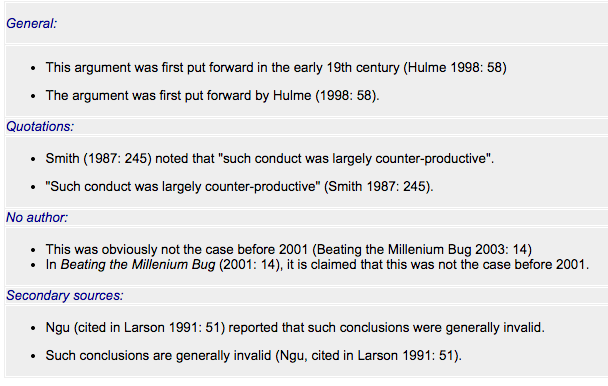 General:
• This argument was first put forward in the early 19th century (Hulme 1998: 58)
• The argument was first put forward by Hulme (1998: 58).
Quotations:
• Smith (1987: 245) noted that "such conduct was largely counter-productive".
• "Such conduct was largely counter-productive" (Smith 1987: 245).
No author:
• This was obviously not the case before 2001 (Beating the Millenium Bug 2003: 14)
• In Beating the Millenium Bug (2001: 14), it is claimed that this was not the case before 2001.
Secondary sources:
• Ngu (cited in Larson 1991: 51) reported that such conclusions were generally invalid.
• Such conclusions are generally invalid (Ngu, cited in Larson 1991: 51).